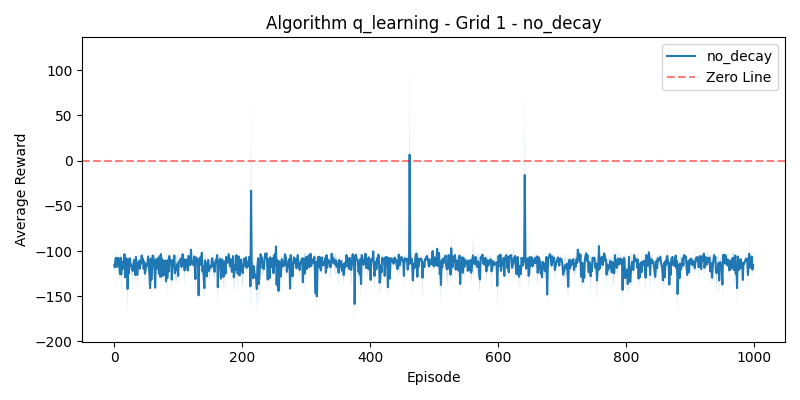 Algorithm q_learning - Grid 1 - no_decay
no_decay
Zero Line
Average Reward
100
50
0
−50
−100
−150
−200
0 200 400 600 800 1000
Episode